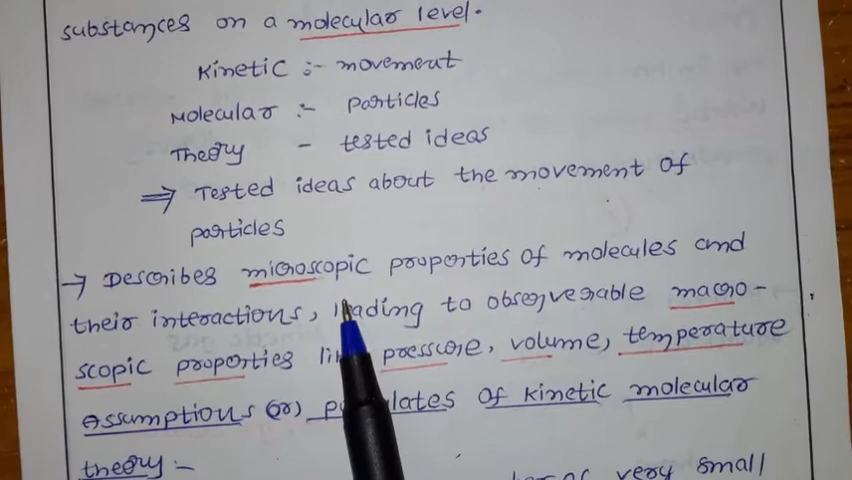 substances on a molecular level.
Kinetic :- movement
Molecular :- particles
Theory - tested ideas
⇒ Tested ideas about the movement of
particles
→ Describes microscopic properties of molecules and
their interactions, leading to observerable macro-
scopic properties like pressure, volume, temperature
Assumptions (or) postulates of kinetic molecular
theory :-
very small